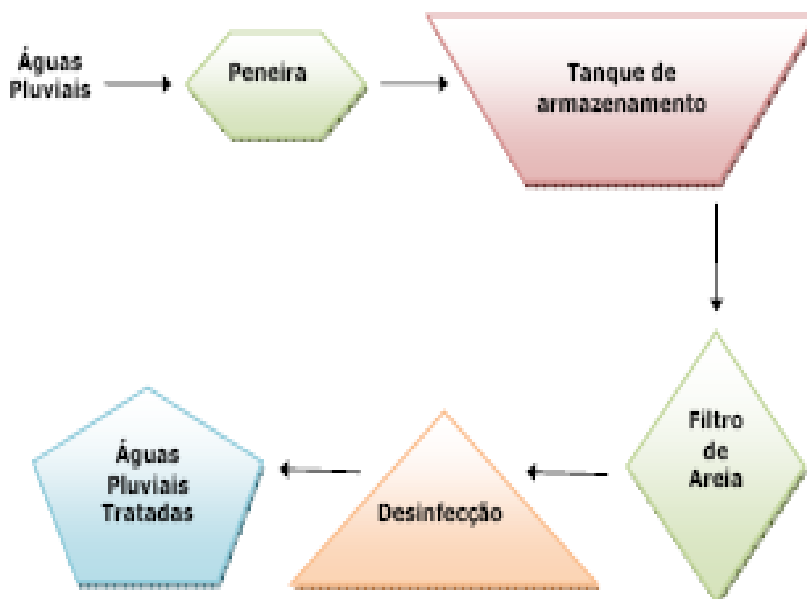 Águas
Pluviais
Peneira
Tanque de
armazenamento
Filtro
de
Areia
Desinfecção
Águas
Pluviais
Tratadas